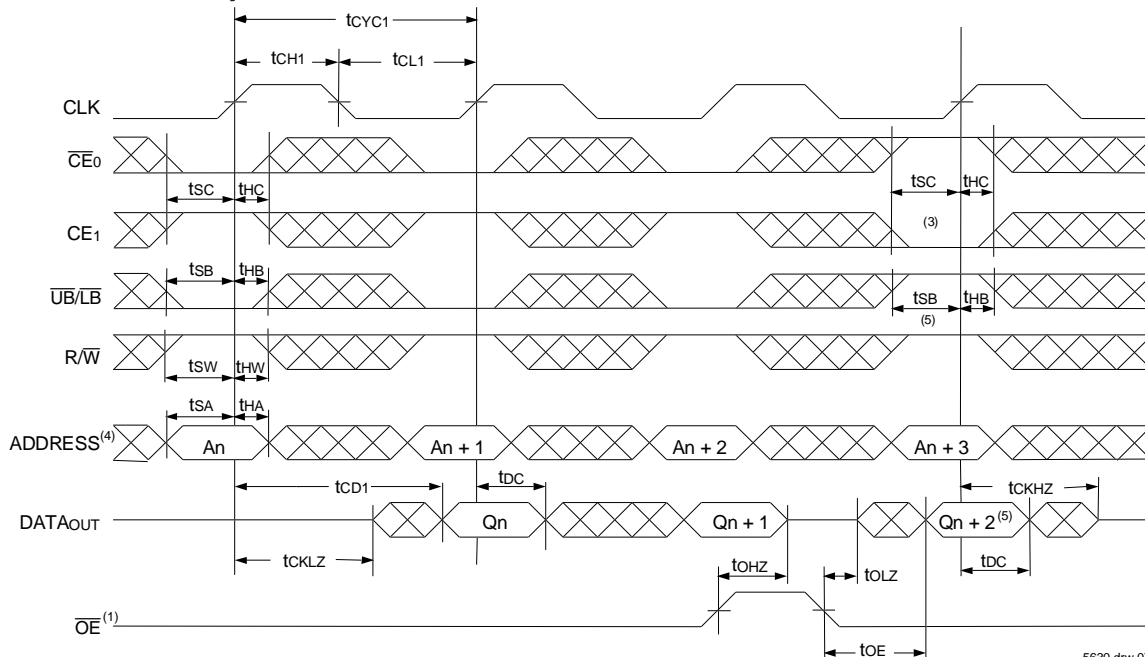 tCYC1
tCH1 tCL1
CLK
CE0
tSC tHC tSC tHC
CE1 (3)
tSB tHB
UB/LB tSB tHB
(5)
R/W
tSW tHW
tSA tHA
ADDRESS(4) An An + 1 An + 2 An + 3
tCD1 tDC tCKHZ
DATAOUT Qn Qn + 1 Qn + 2(5)
tCKLZ tOHZ tOLZ tDC
OE(1)
tOE